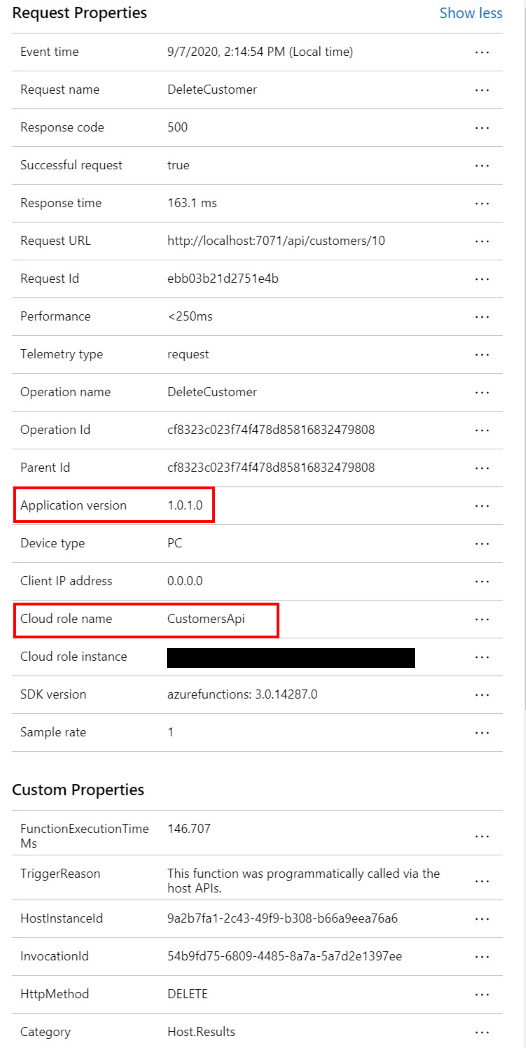 Request Properties Show less
Event time 9/7/2020, 2:14:54 PM (Local time) ...
Request name DeleteCustomer ...
Response code 500 ...
Successful request true ...
Response time 163.1 ms ...
Request URL http://localhost:7071/api/customers/10 ...
Request Id ebb03b21d2751e4b ...
Performance <250ms ...
Telemetry type request ...
Operation name DeleteCustomer ...
Operation Id cf8323c023f74f478d85816832479808 ...
Parent Id cf8323c023f74f478d85816832479808 ...
Application version 1.0.1.0 ...
Device type PC ...
Client IP address 0.0.0.0 ...
Cloud role name CustomersApi ...
Cloud role instance ...
SDK version azurefunctions: 3.0.14287.0 ...
Sample rate 1 ...
Custom Properties
FunctionExecutionTime 146.707 ...
Ms
TriggerReason This function was programmatically called via the ...
host APIs.
HostInstanceId 9a2b7fa1-2c43-49f9-b308-b66a9eea76a6 ...
InvocationId 54b9fd75-6809-4485-8a7a-5a7d2e1397ee ...
HttpMethod DELETE ...
Category Host.Results ...